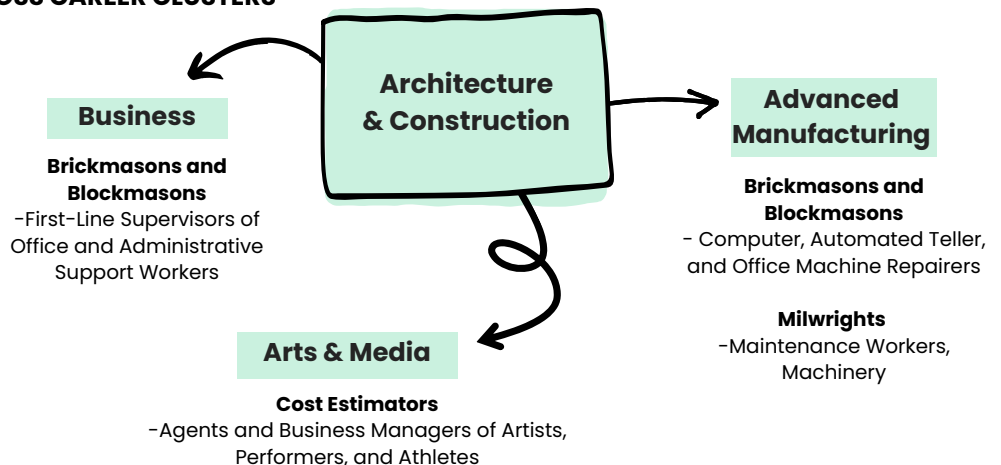 CAREER CLUSTERS
Architecture
& Construction
Business
Brickmasons and
Blockmasons
-First-Line Supervisors of
Office and Administrative
Support Workers
Advanced
Manufacturing
Brickmasons and
Blockmasons
- Computer, Automated Teller,
and Office Machine Repairers
Milwrights
-Maintenance Workers,
Machinery
Arts & Media
Cost Estimators
-Agents and Business Managers of Artists,
Performers, and Athletes